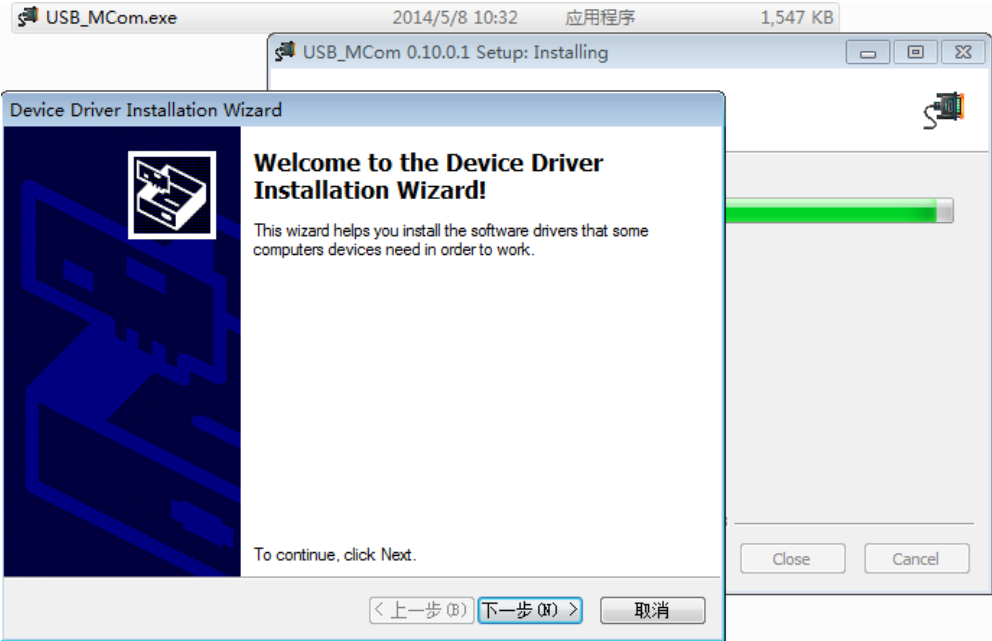 USB_MCom.exe 2014/5/8 10:32 应用程序 1,547 KB
USB_MCom 0.10.0.1 Setup: Installing
Device Driver Installation Wizard
Welcome to the Device Driver
Installation Wizard!
This wizard helps you install the software drivers that some
computers devices need in order to work.
To continue, click Next.
Close Cancel
< 上一步(B) 下一步(N) > 取消